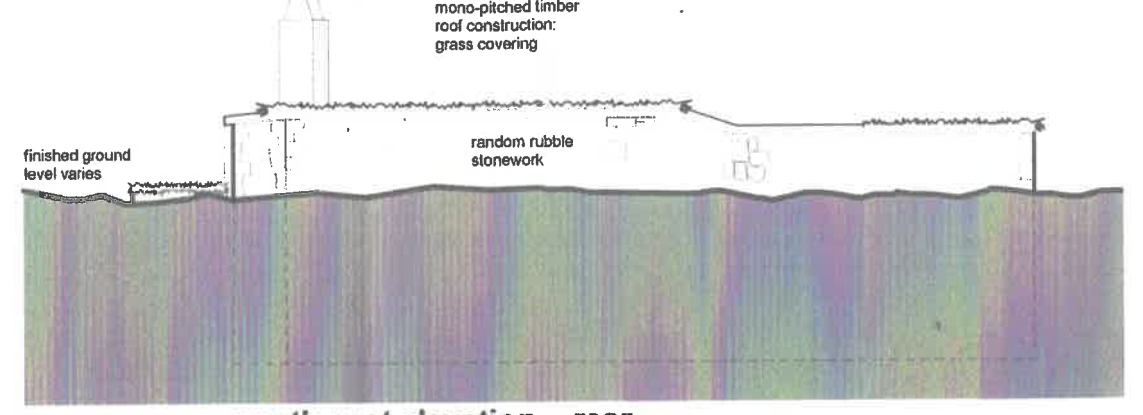 mono-pitched timber
roof construction:
grass covering
random rubble
stonework
finished ground
level varies